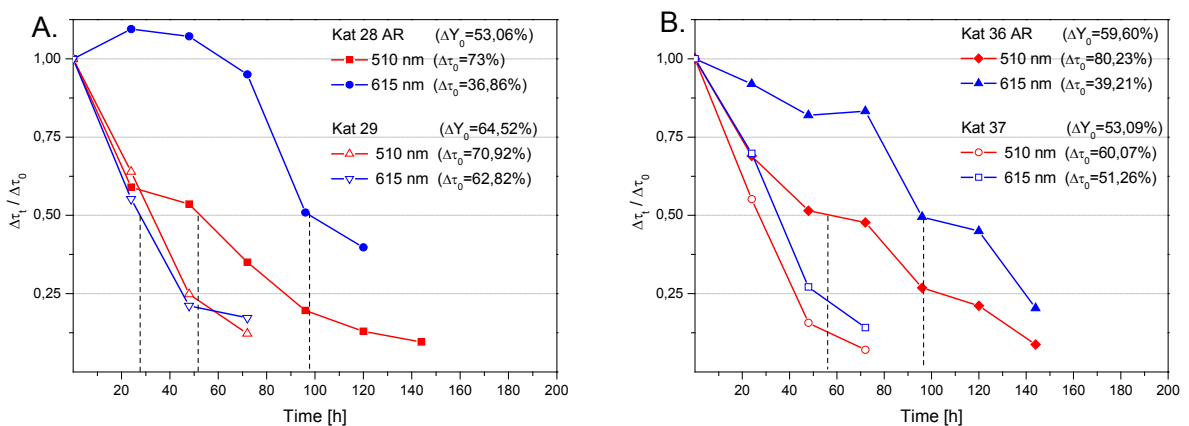 A.
Kat 28 AR (ΔY₀=53,06%)
510 nm (Δτ₀=73%)
615 nm (Δτ₀=36,86%)
Kat 29 (ΔY₀=64,52%)
510 nm (Δτ₀=70,92%)
615 nm (Δτ₀=62,82%)
1,00
0,75
0,50
0,25
Δτₜ / Δτ₀
0 20 40 60 80 100 120 140 160 180 200
Time [h]
B.
Kat 36 AR (ΔY₀=59,60%)
510 nm (Δτ₀=80,23%)
615 nm (Δτ₀=39,21%)
Kat 37 (ΔY₀=53,09%)
510 nm (Δτ₀=60,07%)
615 nm (Δτ₀=51,26%)
1,00
0,75
0,50
0,25
Δτₜ / Δτ₀
0 20 40 60 80 100 120 140 160 180 200
Time [h]